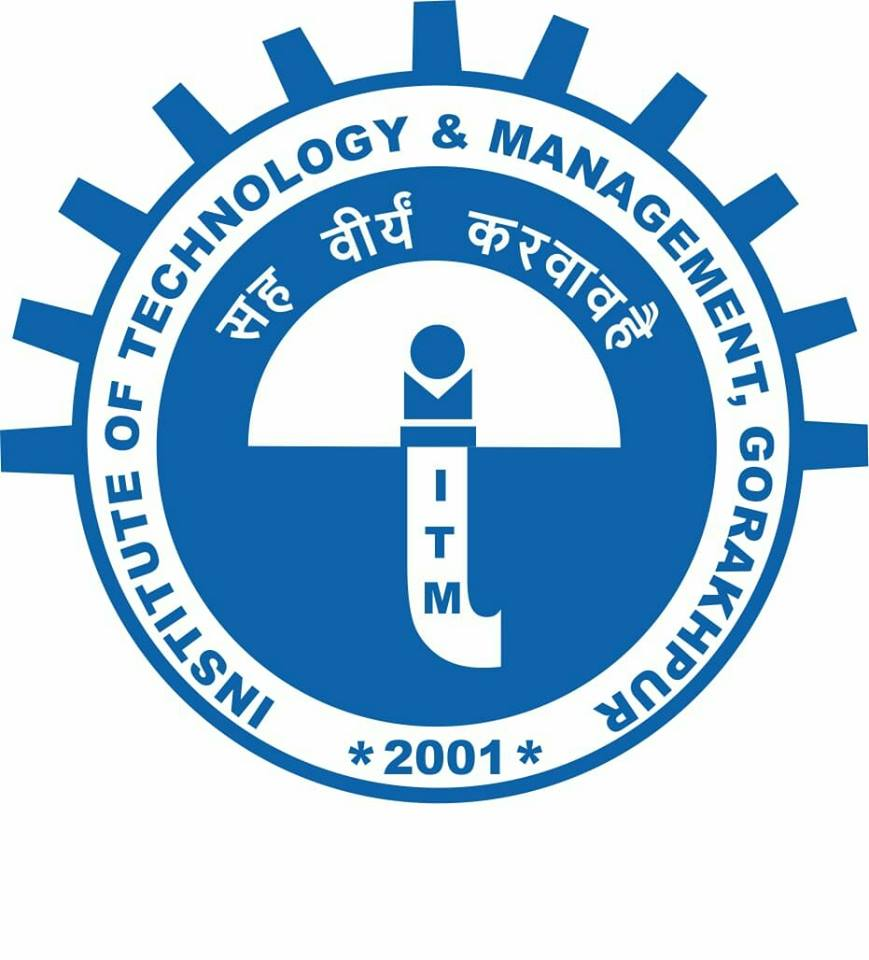 INSTITUTE OF TECHNOLOGY & MANAGEMENT, GORAKHPUR
सह वीर्यं करवावहै
I
T
M
*2001*